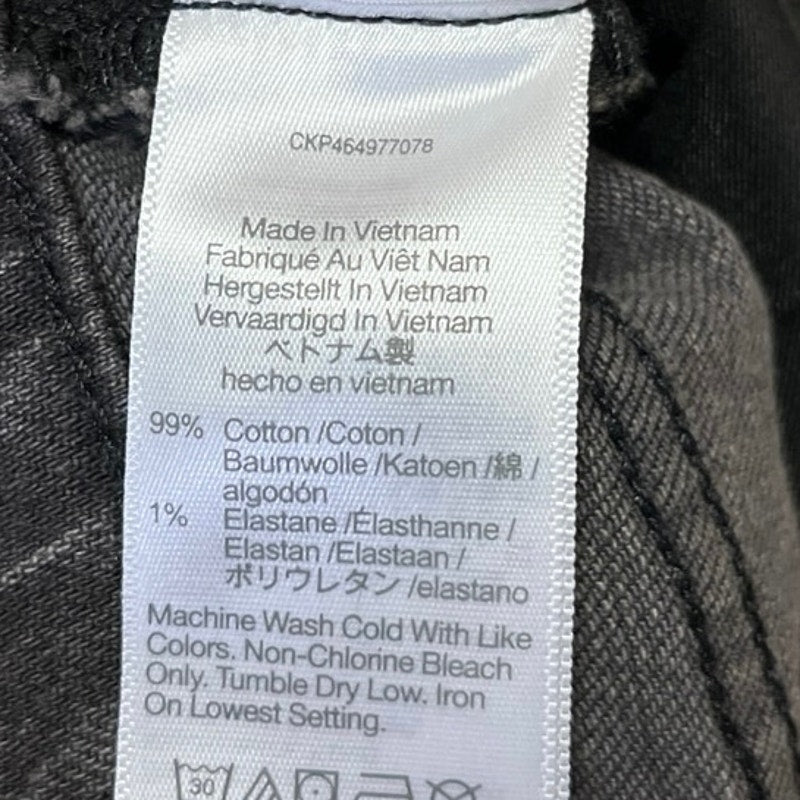 CKP464977078
Made In Vietnam
Fabriqué Au Viêt Nam
Hergestellt In Vietnam
Vervaardigd In Vietnam
ベトナム製
hecho en vietnam
99% Cotton /Coton /
Baumwolle /Katoen /綿 /
algodón
1% Elastane /Élasthanne /
Elastan /Elastaan /
ポリウレタン /elastano
Machine Wash Cold With Like
Colors. Non-Chlorine Bleach
Only. Tumble Dry Low. Iron
On Lowest Setting.
30